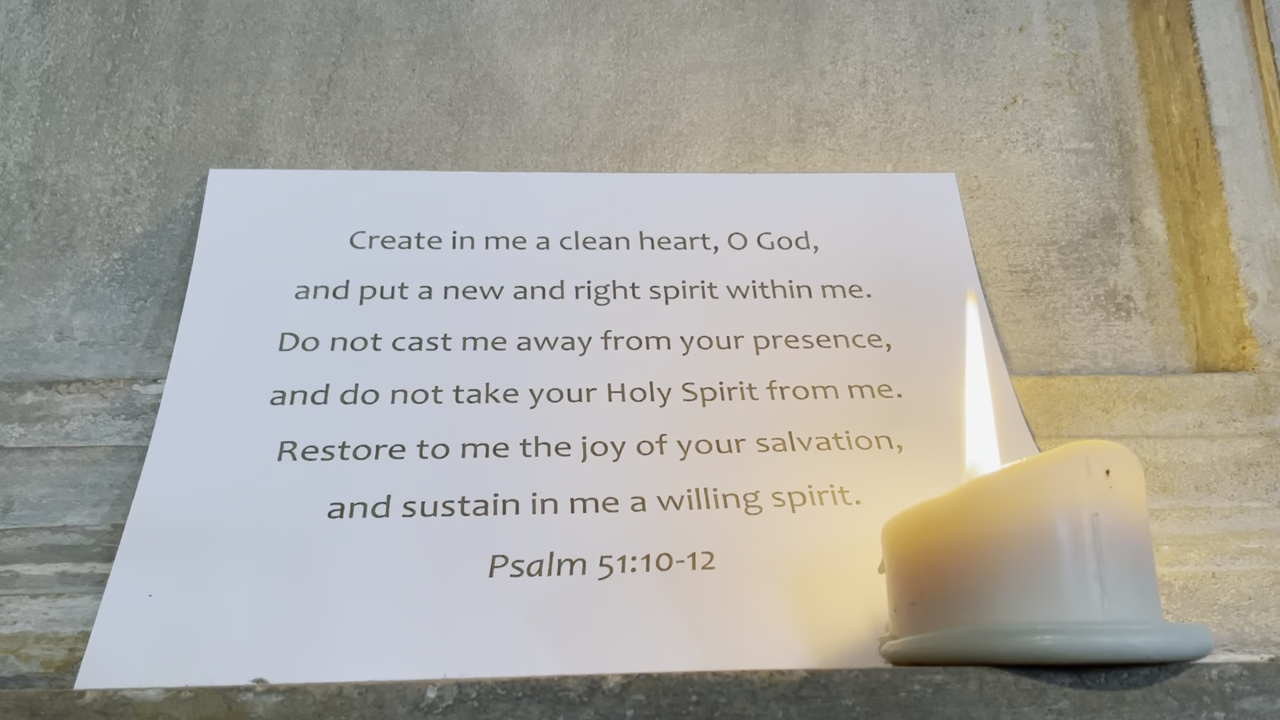 Create in me a clean heart, O God,
and put a new and right spirit within me.
Do not cast me away from your presence,
and do not take your Holy Spirit from me.
Restore to me the joy of your salvation,
and sustain in me a willing spirit.
Psalm 51:10-12